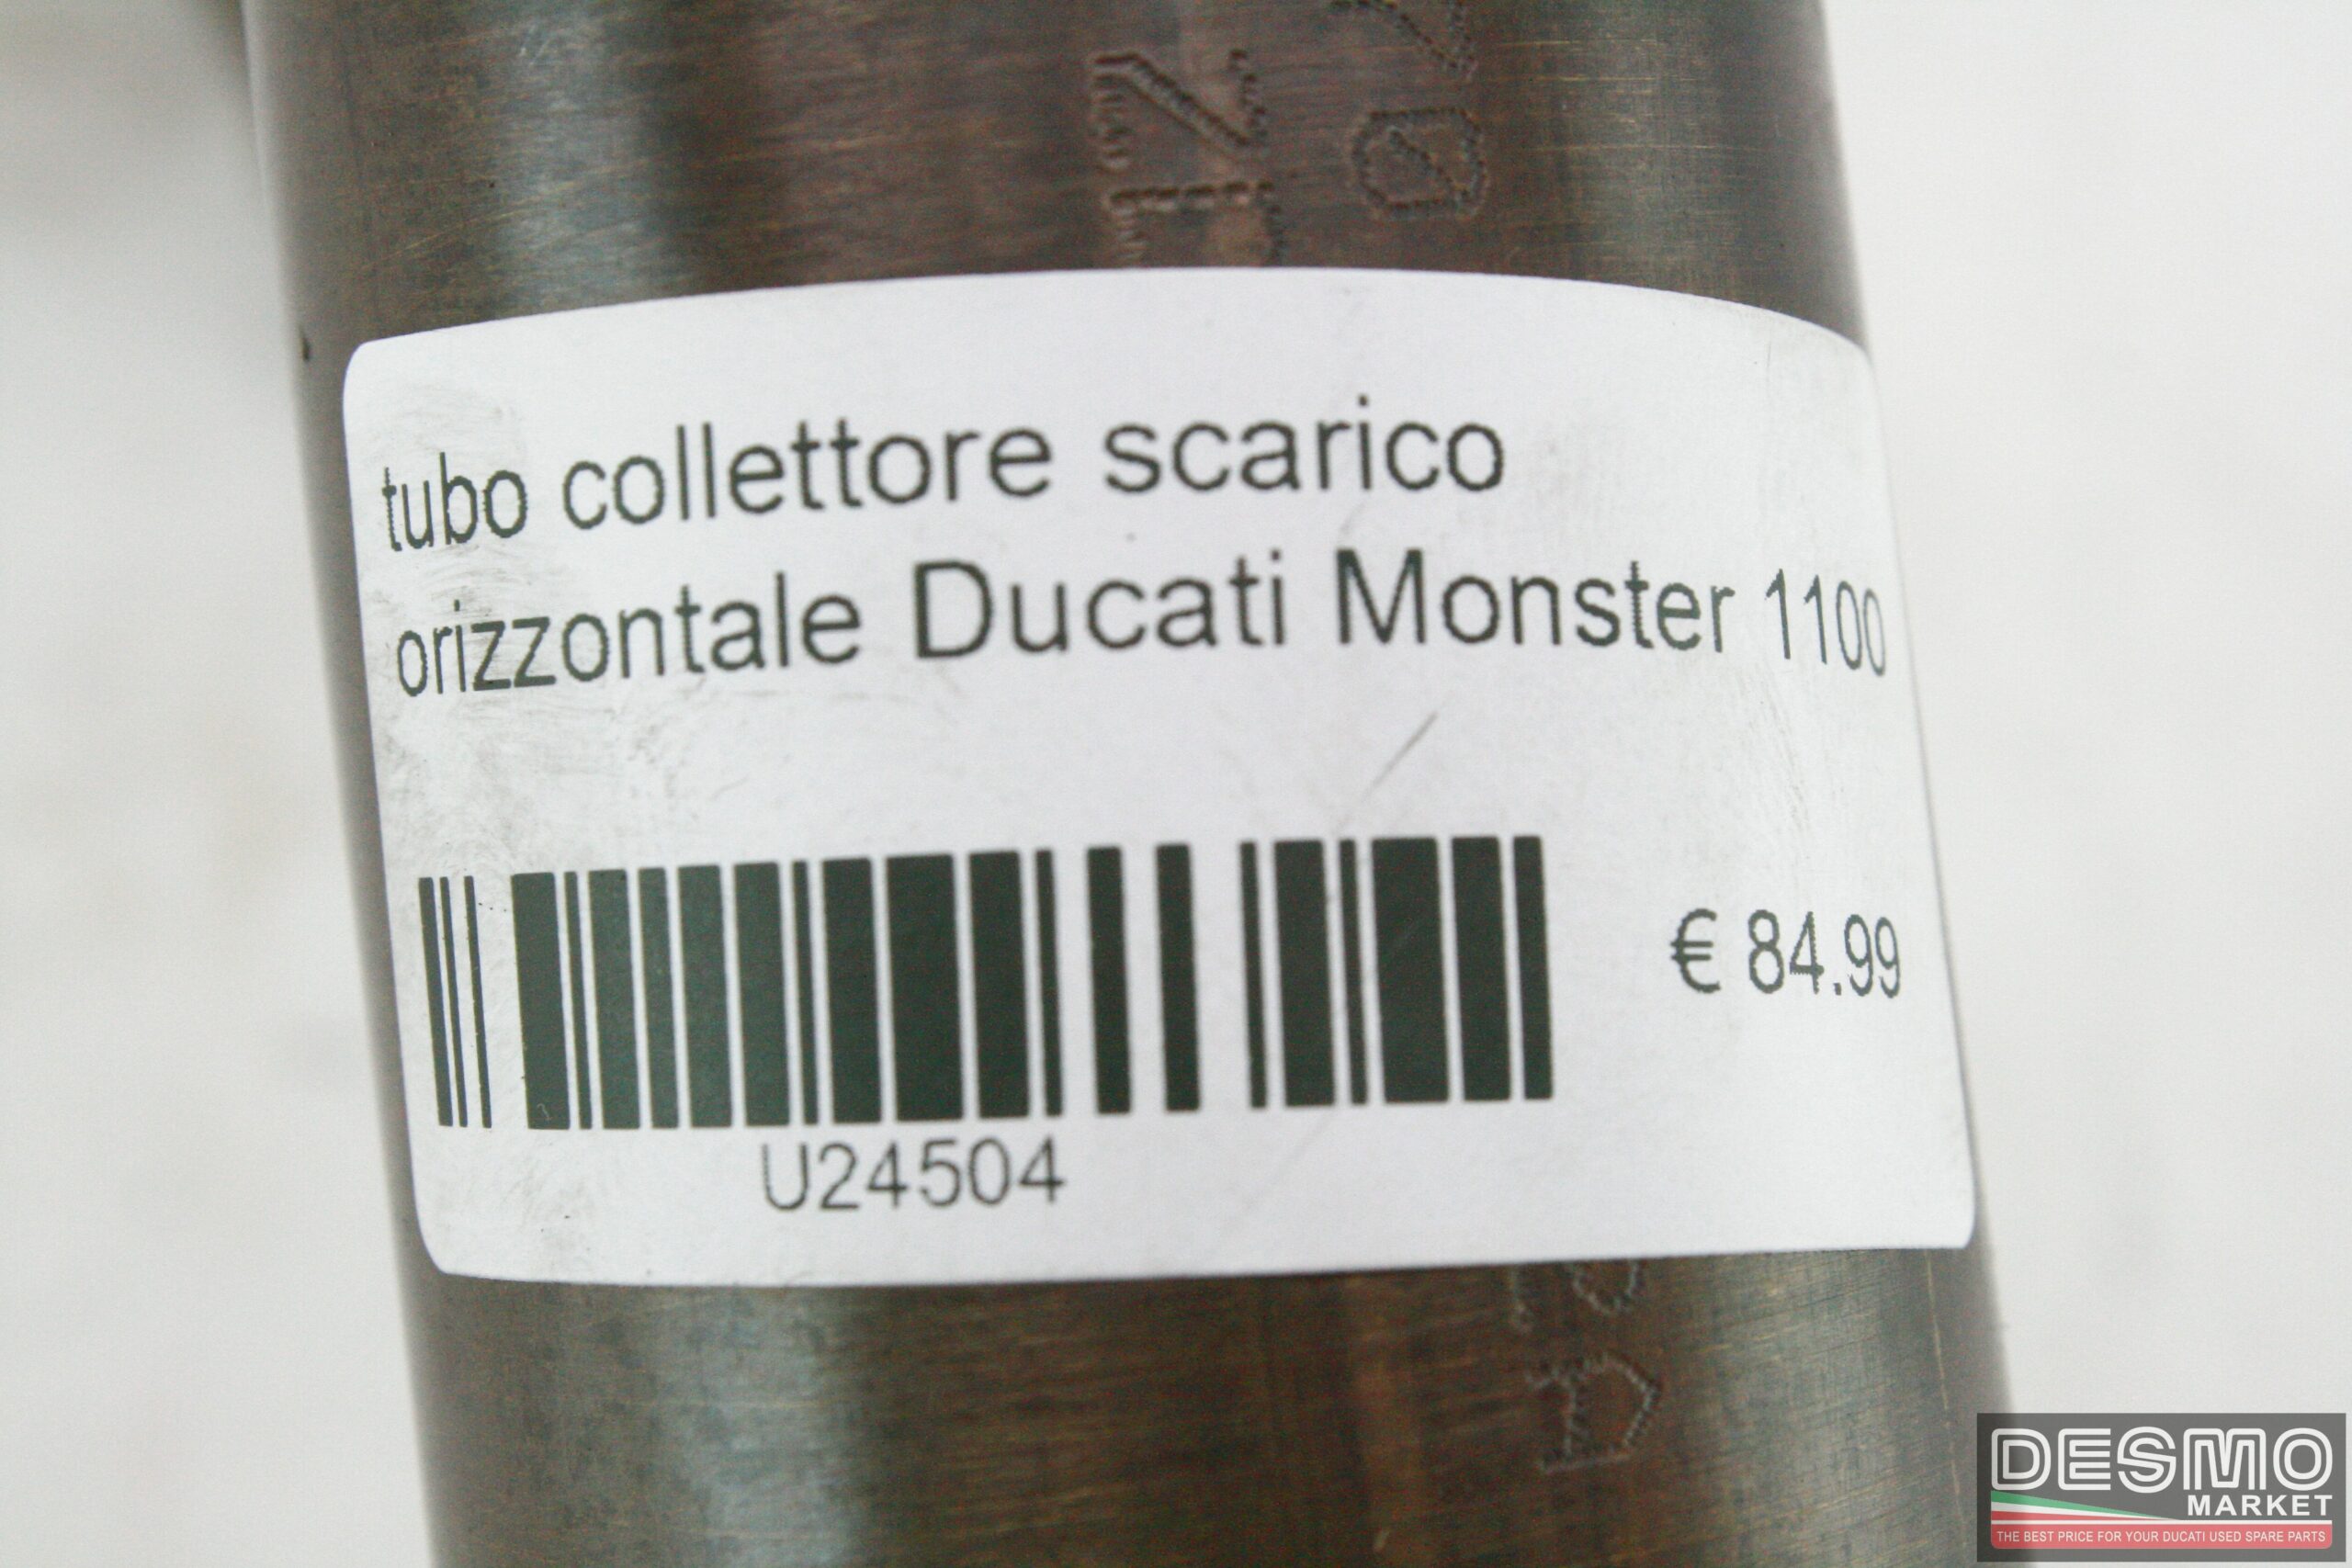 tubo collettore scarico
orizzontale Ducati Monster 1100
€ 84.99
U24504
DESMO
MARKET
THE BEST PRICE FOR YOUR DUCATI USED SPARE PARTS